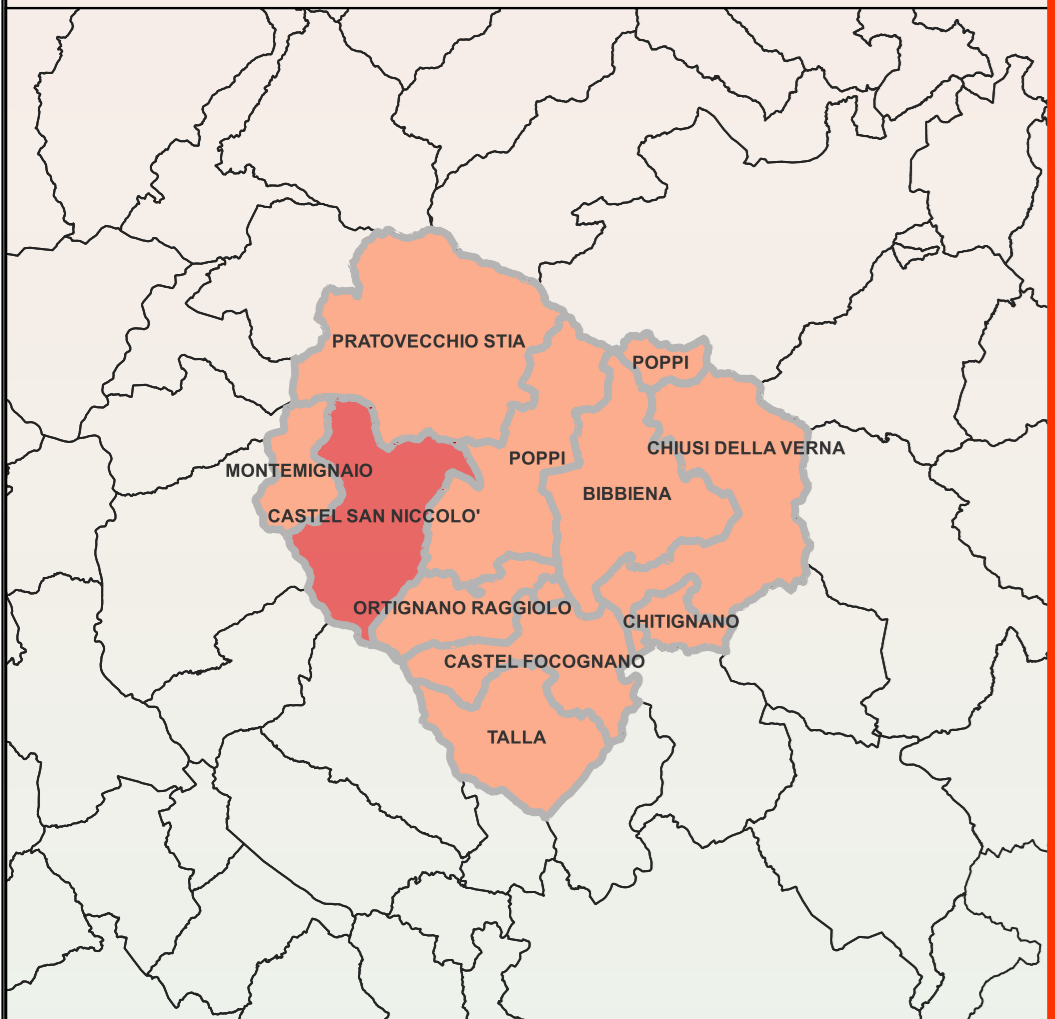 PRATOVECCHIO STIA
POPPI
CHIUSI DELLA VERNA
POPPI
MONTEMIGNAIO
BIBBIENA
CASTEL SAN NICCOLO'
ORTIGNANO RAGGIOLO
CHITIGNANO
CASTEL FOCOGNANO
TALLA